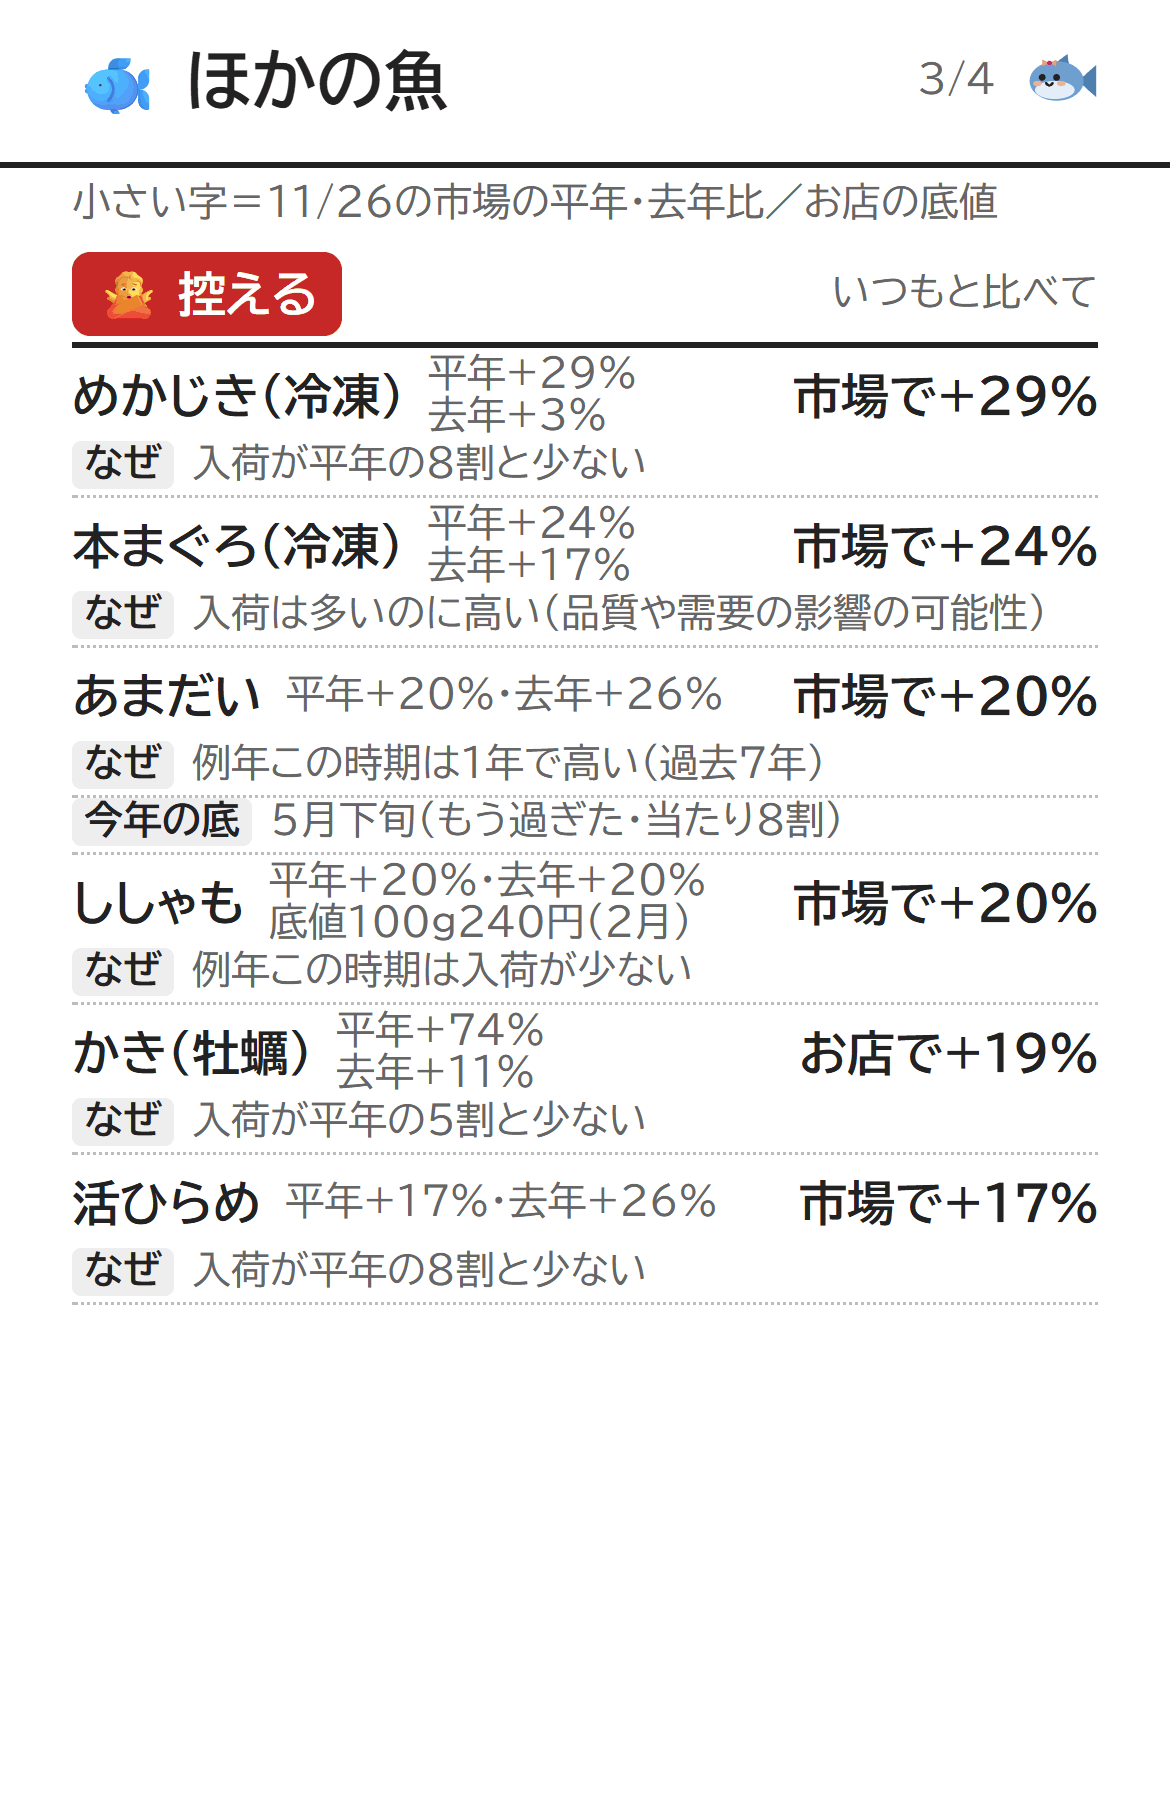 ほかの魚
3/4
小さい字＝11/26の市場の平年・去年比／お店の底値
控える
いつもと比べて
めかじき（冷凍） 平年+29% 去年+3% 市場で+29%
なぜ 入荷が平年の8割と少ない
本まぐろ（冷凍） 平年+24% 去年+17% 市場で+24%
なぜ 入荷は多いのに高い（品質や需要の影響の可能性）
あまだい 平年+20%・去年+26% 市場で+20%
なぜ 例年この時期は1年で高い（過去7年）
今年の底 5月下旬（もう過ぎた・当たり8割）
ししゃも 平年+20%・去年+20% 底値100g240円（2月） 市場で+20%
なぜ 例年この時期は入荷が少ない
かき（牡蠣） 平年+74% 去年+11% お店で+19%
なぜ 入荷が平年の5割と少ない
活ひらめ 平年+17%・去年+26% 市場で+17%
なぜ 入荷が平年の8割と少ない